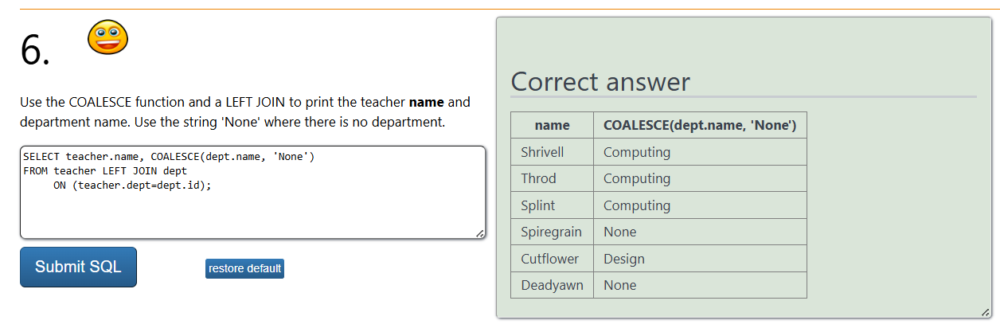 6.
Use the COALESCE function and a LEFT JOIN to print the teacher name and
department name. Use the string 'None' where there is no department.
SELECT teacher.name, COALESCE(dept.name, 'None')
FROM teacher LEFT JOIN dept
ON (teacher.dept=dept.id);
Submit SQL
restore default
Correct answer
name COALESCE(dept.name, 'None')
Shrivell Computing
Throd Computing
Splint Computing
Spiregrain None
Cutflower Design
Deadyawn None